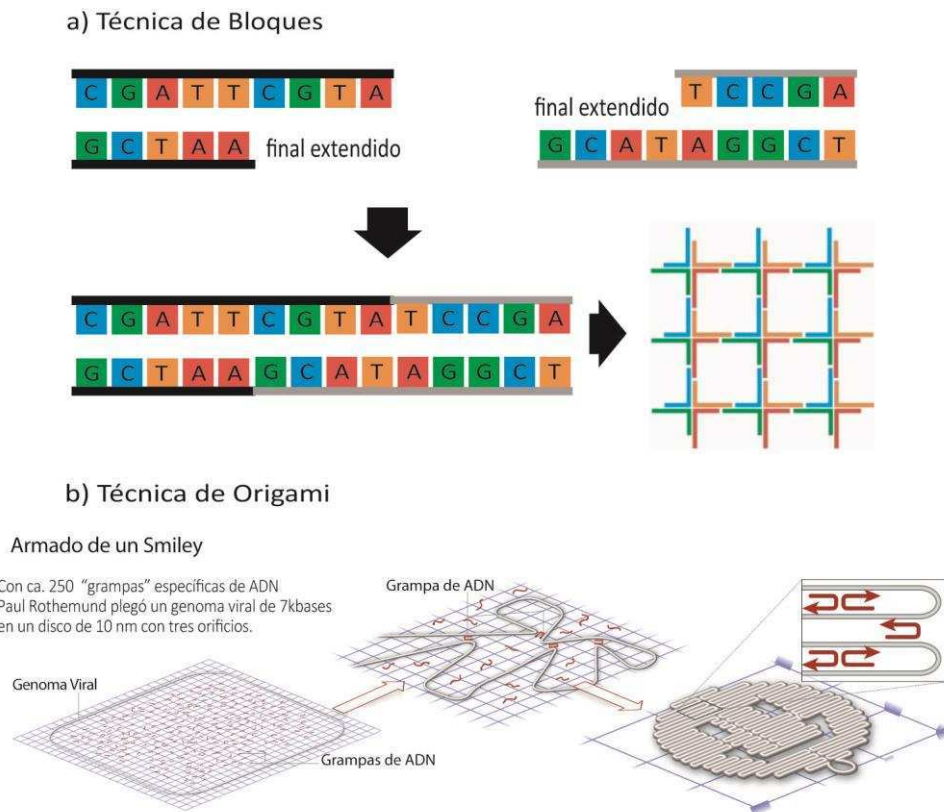 a) Técnica de Bloques
C G A T T C G T A
G C T A A final extendido
T C C G A
final extendido
G C A T A G G C T
C G A T T C G T A T C C G A
G C T A A G C A T A G G C T
b) Técnica de Origami
Armado de un Smiley
Con ca. 250 “grampas” específicas de ADN
Paul Rothemund plegó un genoma viral de 7kbases
en un disco de 10 nm con tres orificios.
Grampa de ADN
Genoma Viral
Grampas de ADN